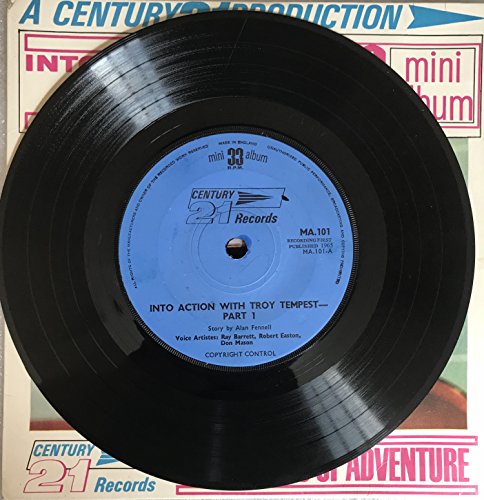 A CENTURY 21 PRODUCTION
INTO
mini
album
MADE IN ENGLAND
mini 33 album
R.P.M.
CENTURY
21 Records
MA.101
RECORDING FIRST
PUBLISHED 1965
MA.101-A
INTO ACTION WITH TROY TEMPEST—
PART 1
Story by Alan Fennell
Voice Artistes: Ray Barrett, Robert Easton,
Don Mason
COPYRIGHT CONTROL
CENTURY
21 Records
OF ADVENTURE